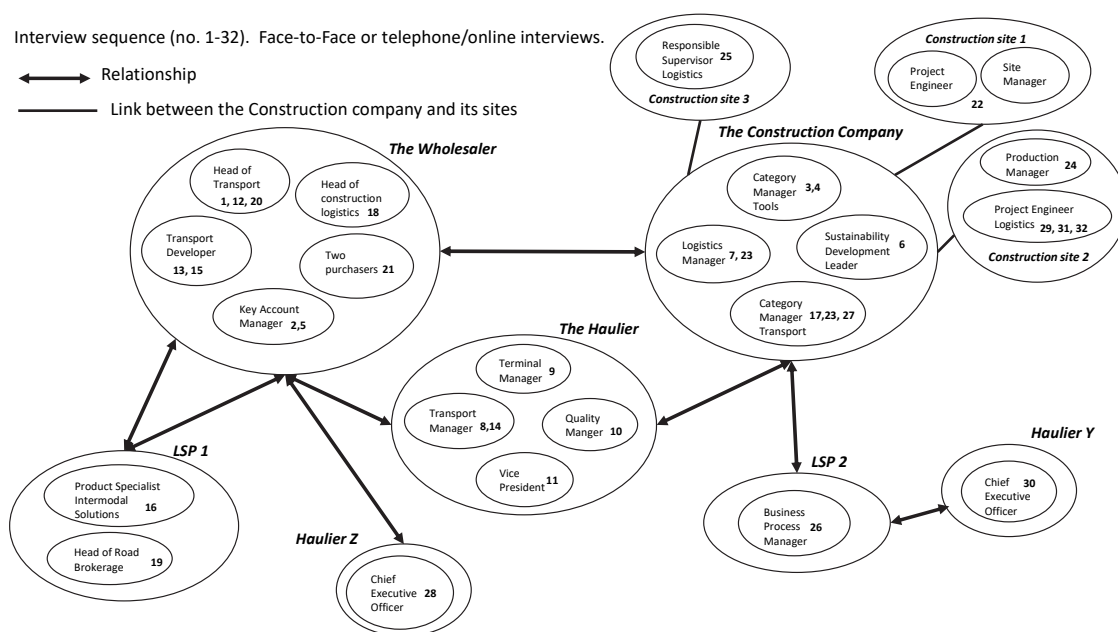 Interview sequence (no. 1-32). Face-to-Face or telephone/online interviews.
Relationship
Link between the Construction company and its sites
Responsible
Supervisor 25
Logistics
Construction site 3
Construction site 1
Project
Engineer
Site
Manager
22
The Wholesaler
Head of
Transport
1, 12, 20
Head of
construction
logistics 18
Transport
Developer
13, 15
Two
purchasers 21
Key Account
Manager 2,5
The Construction Company
Category
Manager 3,4
Tools
Logistics
Manager 7, 23
Sustainability 6
Development
Leader
Category
Manager 17,23, 27
Transport
Production
Manager 24
Project Engineer
Logistics
29, 31, 32
Construction site 2
The Haulier
Terminal
Manager 9
Transport
Manager 8,14
Quality
Manger 10
Vice
President 11
LSP 1
Product Specialist
Intermodal
Solutions 16
Head of Road
Brokerage 19
Haulier Z
Chief
Executive 28
Officer
LSP 2
Business
Process 26
Manager
Haulier Y
Chief 30
Executive
Officer